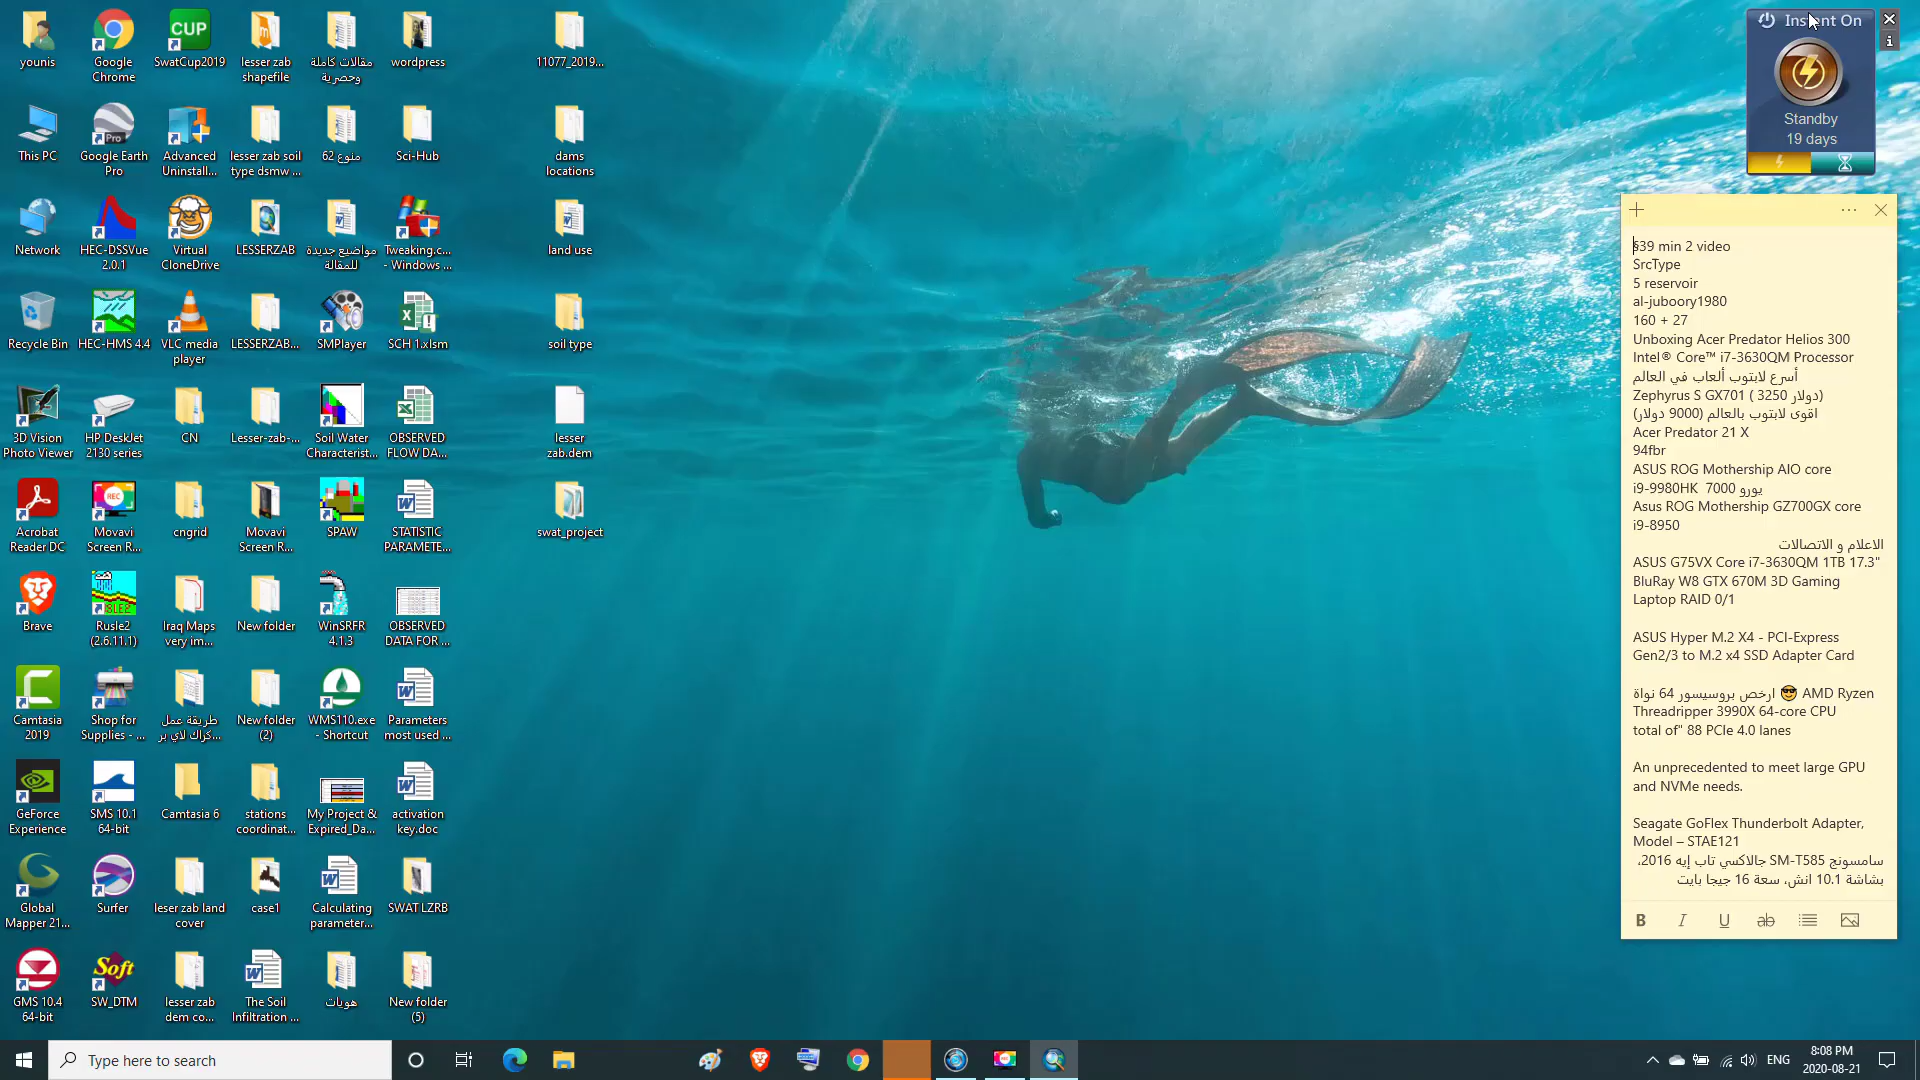 younis
Google
Chrome
SwatCup2019
lesser zab
shapefile
مقالات كاملة
وحصرية
wordpress
11077_2019...
This PC
Google Earth
Pro
Advanced
Uninstall...
lesser zab soil
type dsmw ...
منوع 62
Sci-Hub
dams
locations
Network
HEC-DSSVue
2.0.1
Virtual
CloneDrive
LESSERZAB
مواضيع جديدة
للمقالة
Tweaking.c...
- Windows ...
land use
Recycle Bin
HEC-HMS 4.4
VLC media
player
LESSERZAB...
SMPlayer
SCH 1.xlsm
soil type
3D Vision
Photo Viewer
HP DeskJet
2130 series
CN
Lesser-zab-...
Soil Water
Characterist...
OBSERVED
FLOW DA...
lesser
zab.dem
Acrobat
Reader DC
Movavi
Screen R...
cngrid
Movavi
Screen R...
SPAW
STATISTIC
PARAMETE...
swat_project
Brave
Rusle2
(2.6.11.1)
Iraq Maps
very im...
New folder
WinSRFR
4.1.3
OBSERVED
DATA FOR ...
Camtasia
2019
Shop for
Supplies - ...
طريقة عمل
كراك لاي بر...
New folder
(2)
WMS110.exe
- Shortcut
Parameters
most used ...
GeForce
Experience
SMS 10.1
64-bit
Camtasia 6
stations
coordinat...
My Project &
Expired_Da...
activation
key.doc
Global
Mapper 21...
Surfer
leser zab land
cover
case1
Calculating
parameter...
SWAT LZRB
GMS 10.4
64-bit
SW_DTM
lesser zab
dem co...
The Soil
Infiltration ...
هويات
New folder
(5)
CUP
Pro
REC
Soft
Instant On
Standby
19 days
39 min 2 video
SrcType
5 reservoir
al-juboory1980
160 + 27
Unboxing Acer Predator Helios 300
Intel® Core™ i7-3630QM Processor
أسرع لابتوب ألعاب في العالم
Zephyrus S GX701 ( 3250 دولار)
اقوى لابتوب بالعالم (9000 دولار)
Acer Predator 21 X
94fbr
ASUS ROG Mothership AIO core
i9-9980HK 7000 يورو
Asus ROG Mothership GZ700GX core
i9-8950
الاعلام و الاتصالات
ASUS G75VX Core i7-3630QM 1TB 17.3"
BluRay W8 GTX 670M 3D Gaming
Laptop RAID 0/1
ASUS Hyper M.2 X4 - PCI-Express
Gen2/3 to M.2 x4 SSD Adapter Card
ارخص بروسيسور 64 نواة 😎 AMD Ryzen
Threadripper 3990X 64-core CPU
total of" 88 PCIe 4.0 lanes
An unprecedented to meet large GPU
and NVMe needs.
Seagate GoFlex Thunderbolt Adapter,
Model – STAE121
سامسونج SM-T585 جالاكسي تاب إيه 2016،
بشاشة 10.1 انش، سعة 16 جيجا بايت
B I U ab
Type here to search
REC
ENG
8:08 PM
2020-08-21